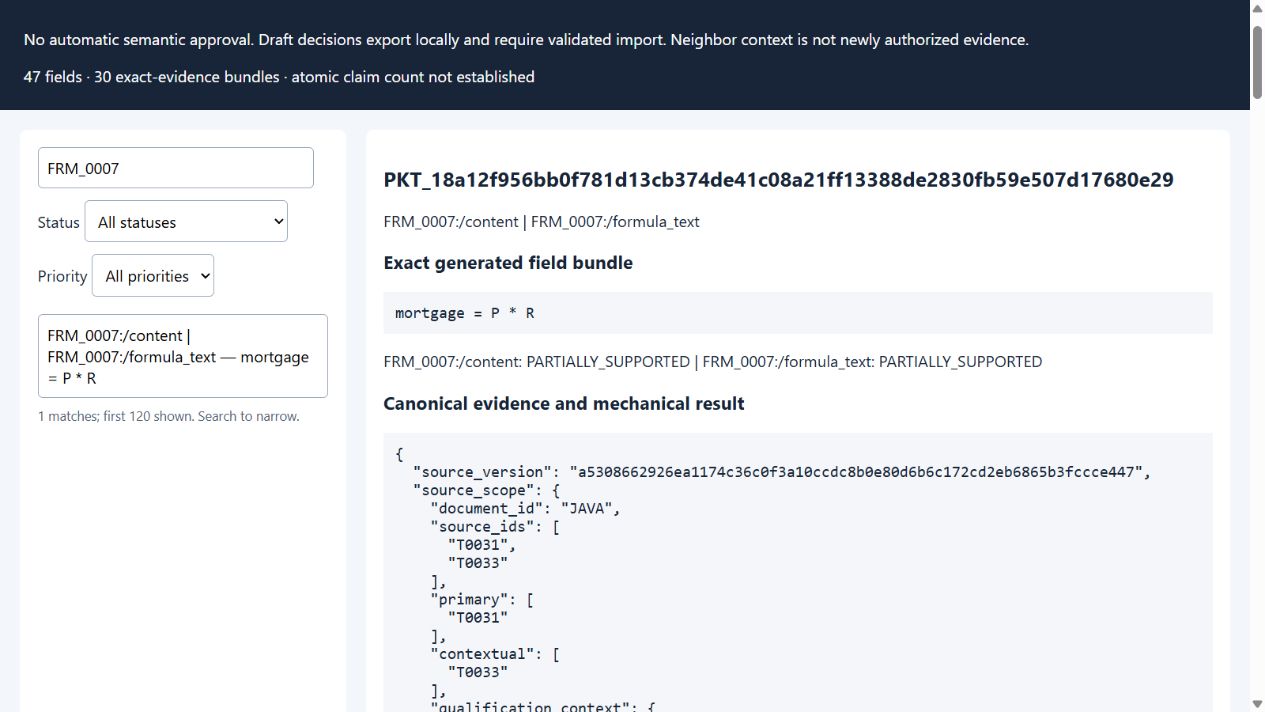 No automatic semantic approval. Draft decisions export locally and require validated import. Neighbor context is not newly authorized evidence.
47 fields · 30 exact-evidence bundles · atomic claim count not established
FRM_0007
Status All statuses
Priority All priorities
FRM_0007:/content |
FRM_0007:/formula_text — mortgage
= P * R
1 matches; first 120 shown. Search to narrow.
PKT_18a12f956bb0f781d13cb374de41c08a21ff13388de2830fb59e507d17680e29
FRM_0007:/content | FRM_0007:/formula_text
Exact generated field bundle
mortgage = P * R
FRM_0007:/content: PARTIALLY_SUPPORTED | FRM_0007:/formula_text: PARTIALLY_SUPPORTED
Canonical evidence and mechanical result
{
"source_version": "a5308662926ea1174c36c0f3a10ccdc8b0e80d6b6c172cd2eb6865b3fccce447",
"source_scope": {
"document_id": "JAVA",
"source_ids": [
"T0031",
"T0033"
],
"primary": [
"T0031"
],
"contextual": [
"T0033"
],
"qualification_context": {